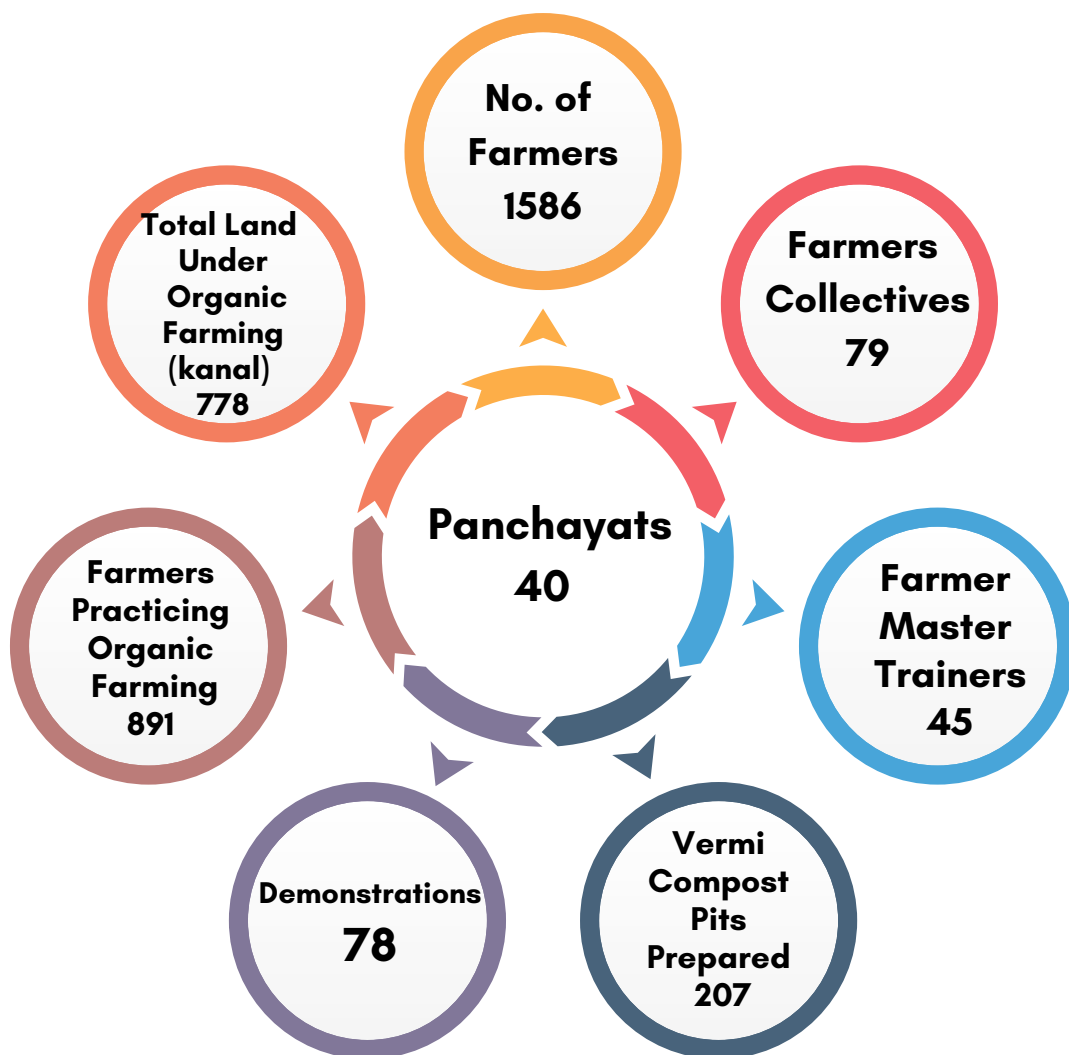 No. of
Farmers
1586
Farmers
Collectives
79
Farmer
Master
Trainers
45
Vermi
Compost
Pits
Prepared
207
Demonstrations
78
Farmers
Practicing
Organic
Farming
891
Total Land
Under
Organic
Farming
(kanal)
778
Panchayats
40